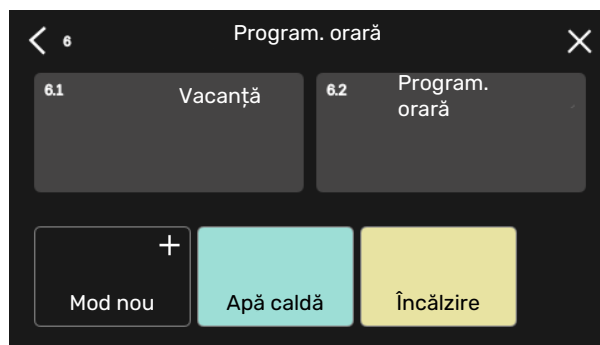 6 Program. orară
6.1 Vacanță 6.2 Program.
orară
Mod nou Apă caldă Încălzire